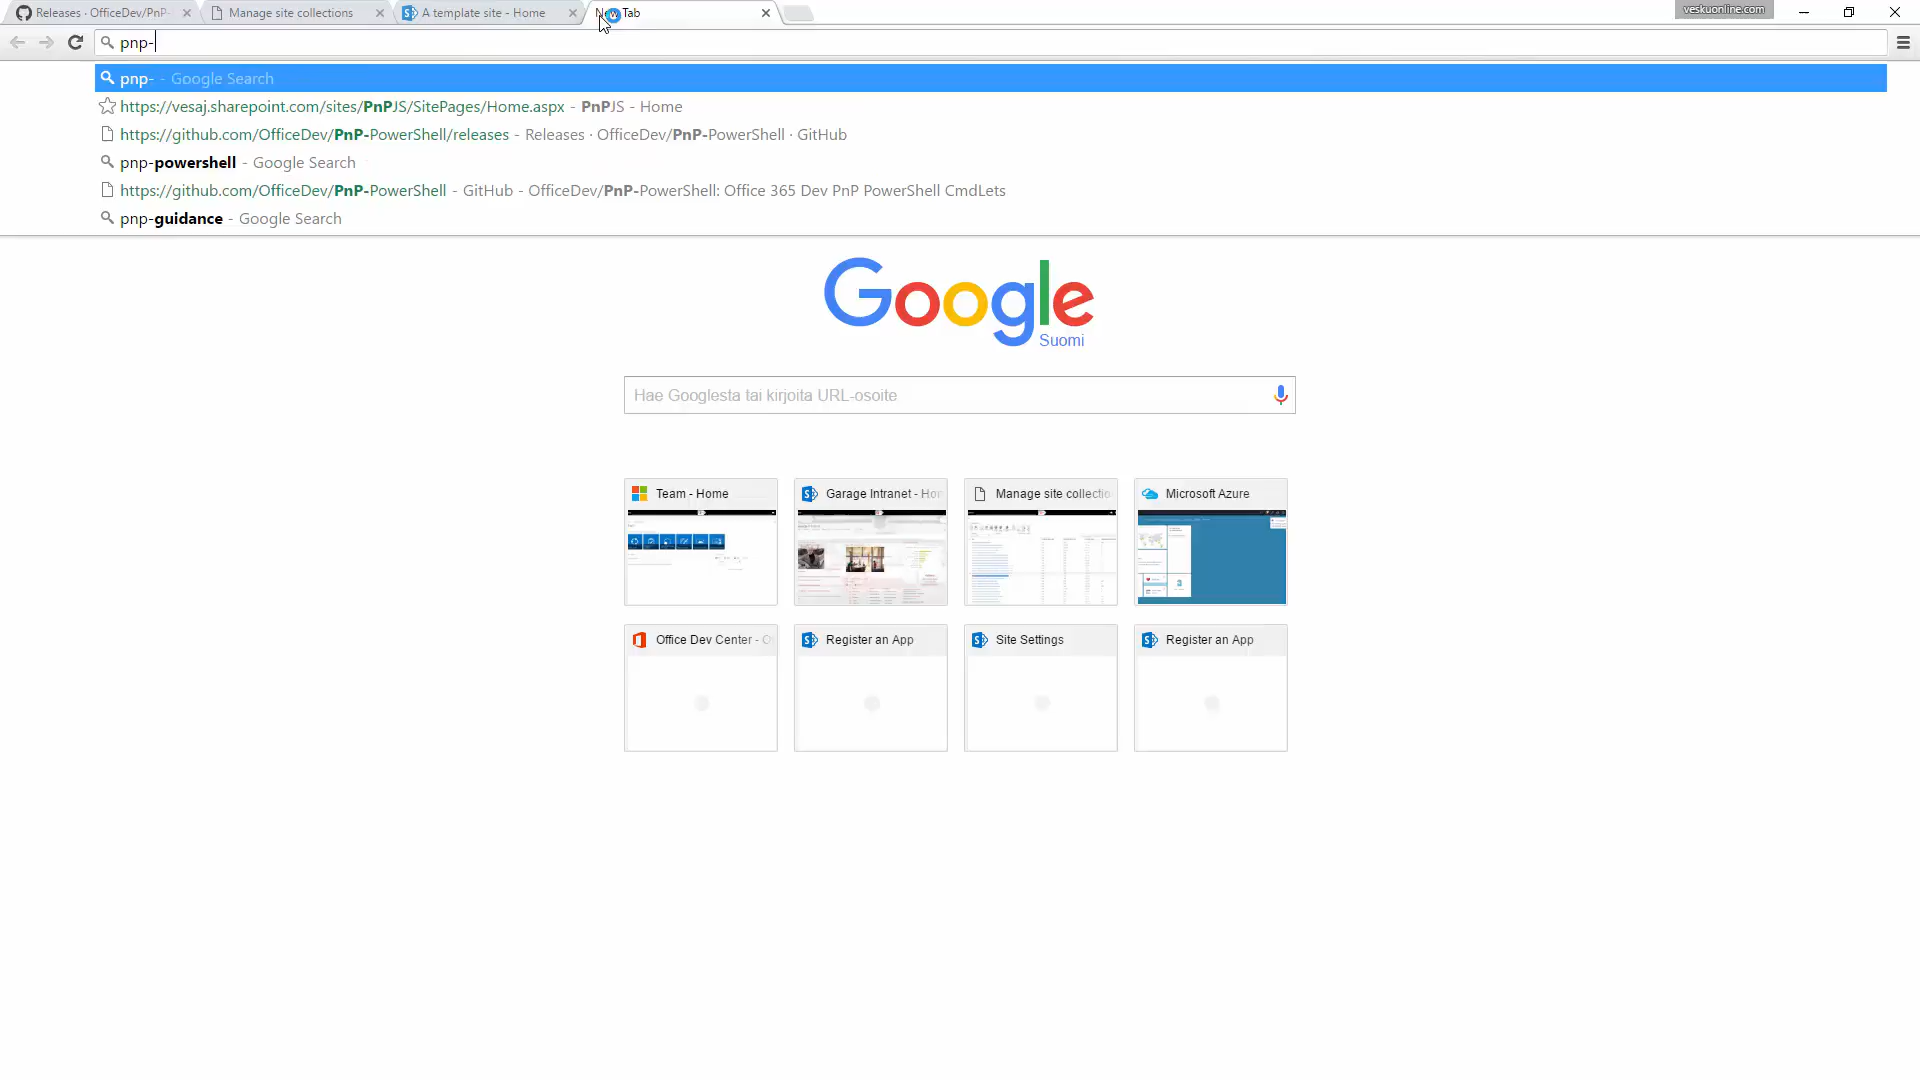 Releases · OfficeDev/PnP-
Manage site collections
A template site - Home
Tab
veskuonline.com
pnp-
pnp- - Google Search
https://vesaj.sharepoint.com/sites/PnPJS/SitePages/Home.aspx - PnPJS - Home
https://github.com/OfficeDev/PnP-PowerShell/releases - Releases · OfficeDev/PnP-PowerShell · GitHub
pnp-powershell - Google Search
https://github.com/OfficeDev/PnP-PowerShell - GitHub - OfficeDev/PnP-PowerShell: Office 365 Dev PnP PowerShell CmdLets
pnp-guidance - Google Search
Google
Suomi
Hae Googlesta tai kirjoita URL-osoite
Team - Home
Garage Intranet - Hor
Manage site collectio
Microsoft Azure
Office Dev Center - O
Register an App
Site Settings
Register an App